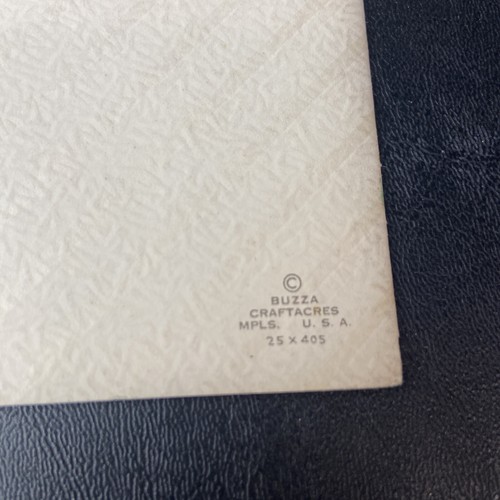 ©
BUZZA
CRAFTACRES
MPLS. U. S. A.
25 X 405